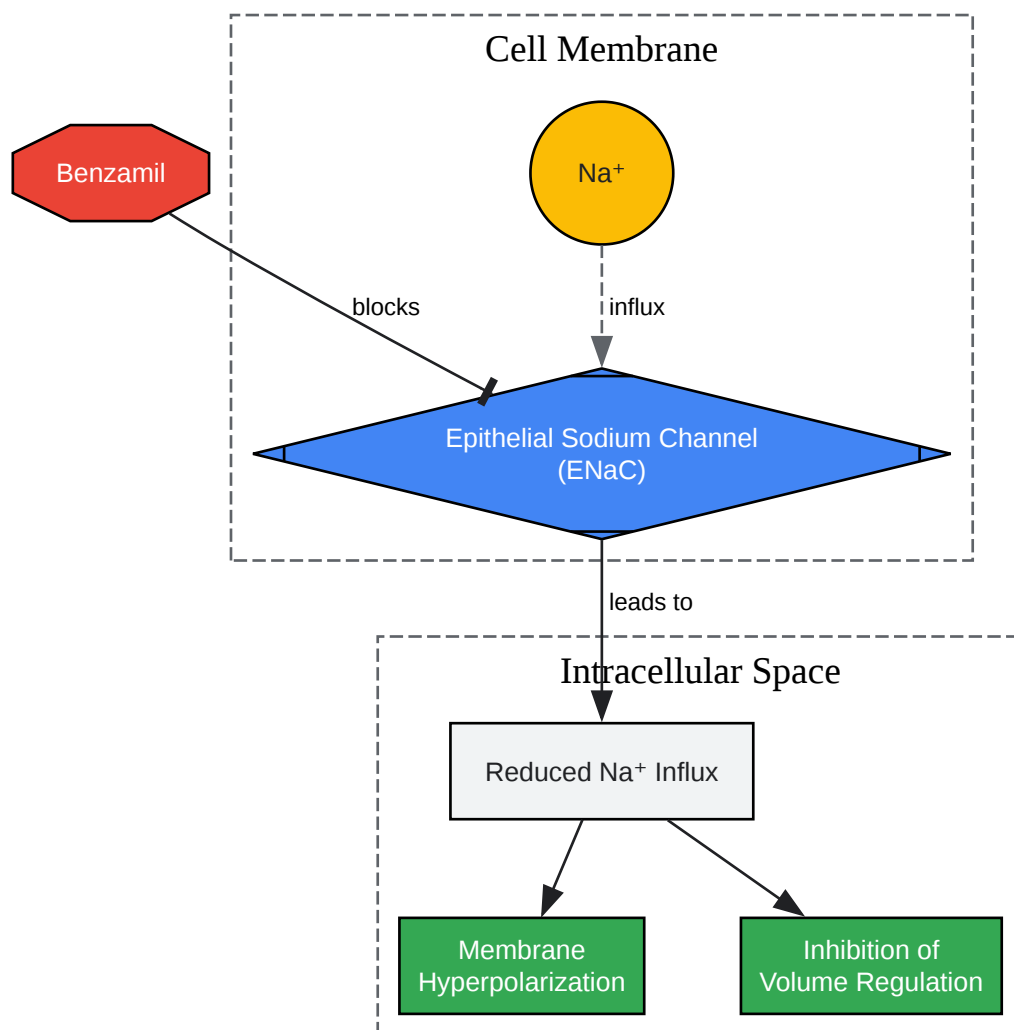 Cell Membrane
Benzamil
Na⁺
blocks
influx
Epithelial Sodium Channel
(ENaC)
leads to
Intracellular Space
Reduced Na⁺ Influx
Membrane
Hyperpolarization
Inhibition of
Volume Regulation